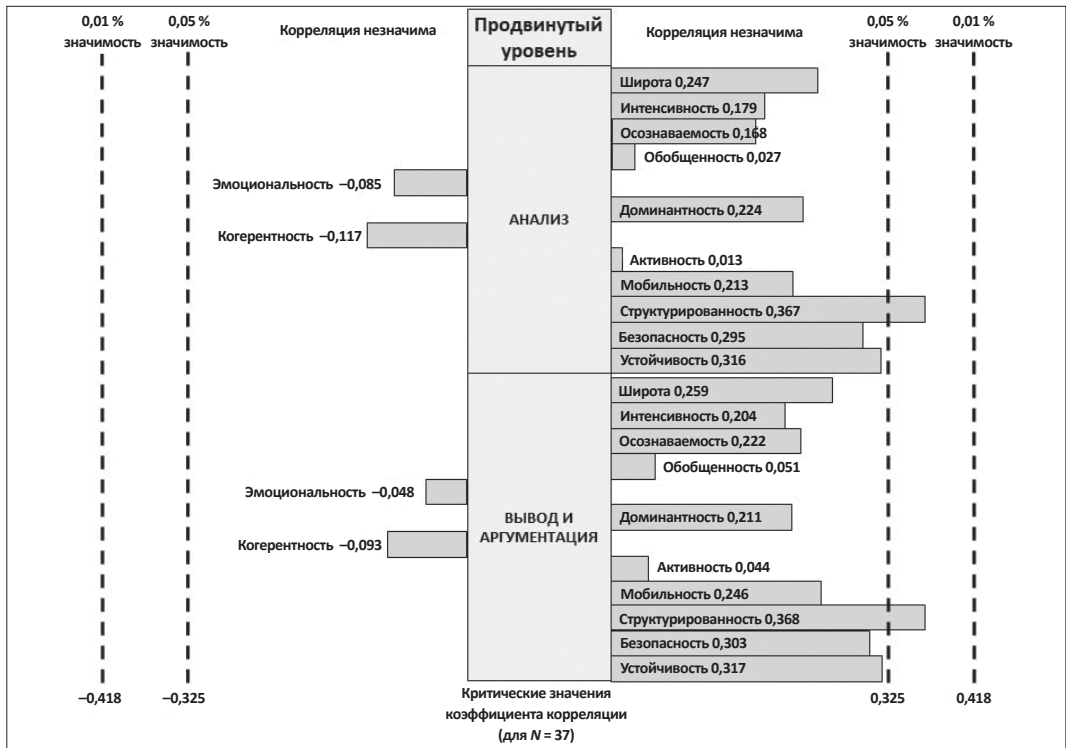 0,01 %
значимость
0,05 %
значимость
Корреляция незначима
Продвинутый
уровень
Корреляция незначима
0,05 %
значимость
0,01 %
значимость
АНАЛИЗ
Широта 0,247
Интенсивность 0,179
Осознаваемость 0,168
Обобщенность 0,027
Эмоциональность –0,085
Доминантность 0,224
Когерентность –0,117
Активность 0,013
Мобильность 0,213
Структурированность 0,367
Безопасность 0,295
Устойчивость 0,316
ВЫВОД И
АРГУМЕНТАЦИЯ
Широта 0,259
Интенсивность 0,204
Осознаваемость 0,222
Обобщенность 0,051
Эмоциональность –0,048
Доминантность 0,211
Когерентность –0,093
Активность 0,044
Мобильность 0,246
Структурированность 0,368
Безопасность 0,303
Устойчивость 0,317
–0,418
–0,325
Критические значения
коэффициента корреляции
(для N = 37)
0,325
0,418